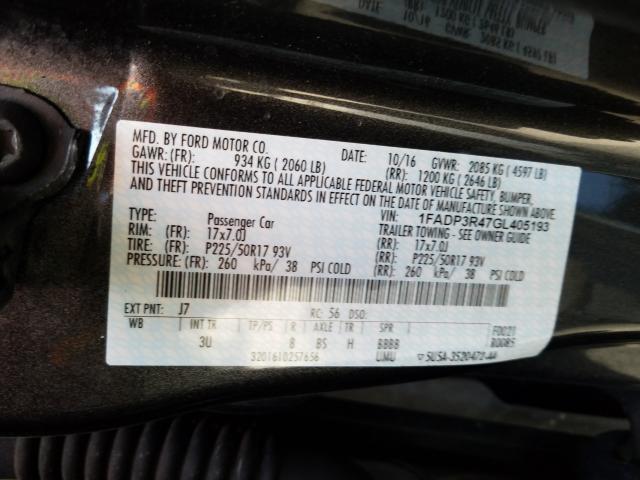 MFD. BY FORD MOTOR CO.
DATE: 10/16 GVWR: 2085 KG ( 4597 LB)
GAWR: (FR): 934 KG ( 2060 LB) (RR): 1200 KG ( 2646 LB)
THIS VEHICLE CONFORMS TO ALL APPLICABLE FEDERAL MOTOR VEHICLE SAFETY, BUMPER,
AND THEFT PREVENTION STANDARDS IN EFFECT ON THE DATE OF MANUFACTURE SHOWN ABOVE.
VIN: 1FADP3R47GL405193
TYPE: Passenger Car TRAILER TOWING - SEE OWNER GUIDE
RIM: (FR): 17x7.0J (RR): 17x7.0J
TIRE: (FR): P225/50R17 93V (RR): P225/50R17 93V
PRESSURE: (FR): 260 kPa/ 38 PSI COLD (RR): 260 kPa/ 38 PSI COLD
EXT PNT: J7 RC: 56 DSO:
WB INT TR TP/PS R AXLE TR SPR
3U 8 BS H BBBB
F0021
R0085
3201610257656 UMU 5U5A-3520472-AA